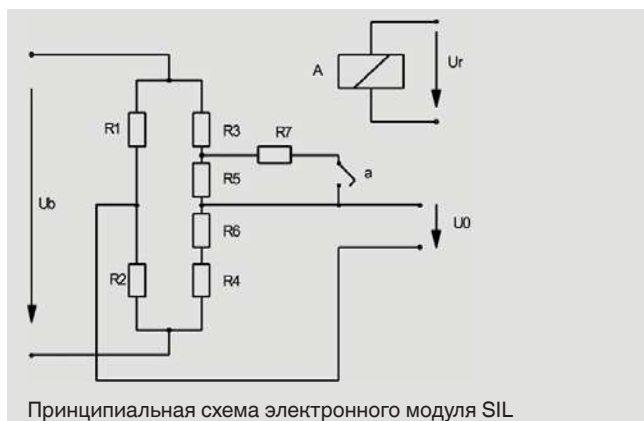 A
Ur
R1
R3
R7
R5
a
Ub
R6
U0
R2
R4
Принципиальная схема электронного модуля SIL